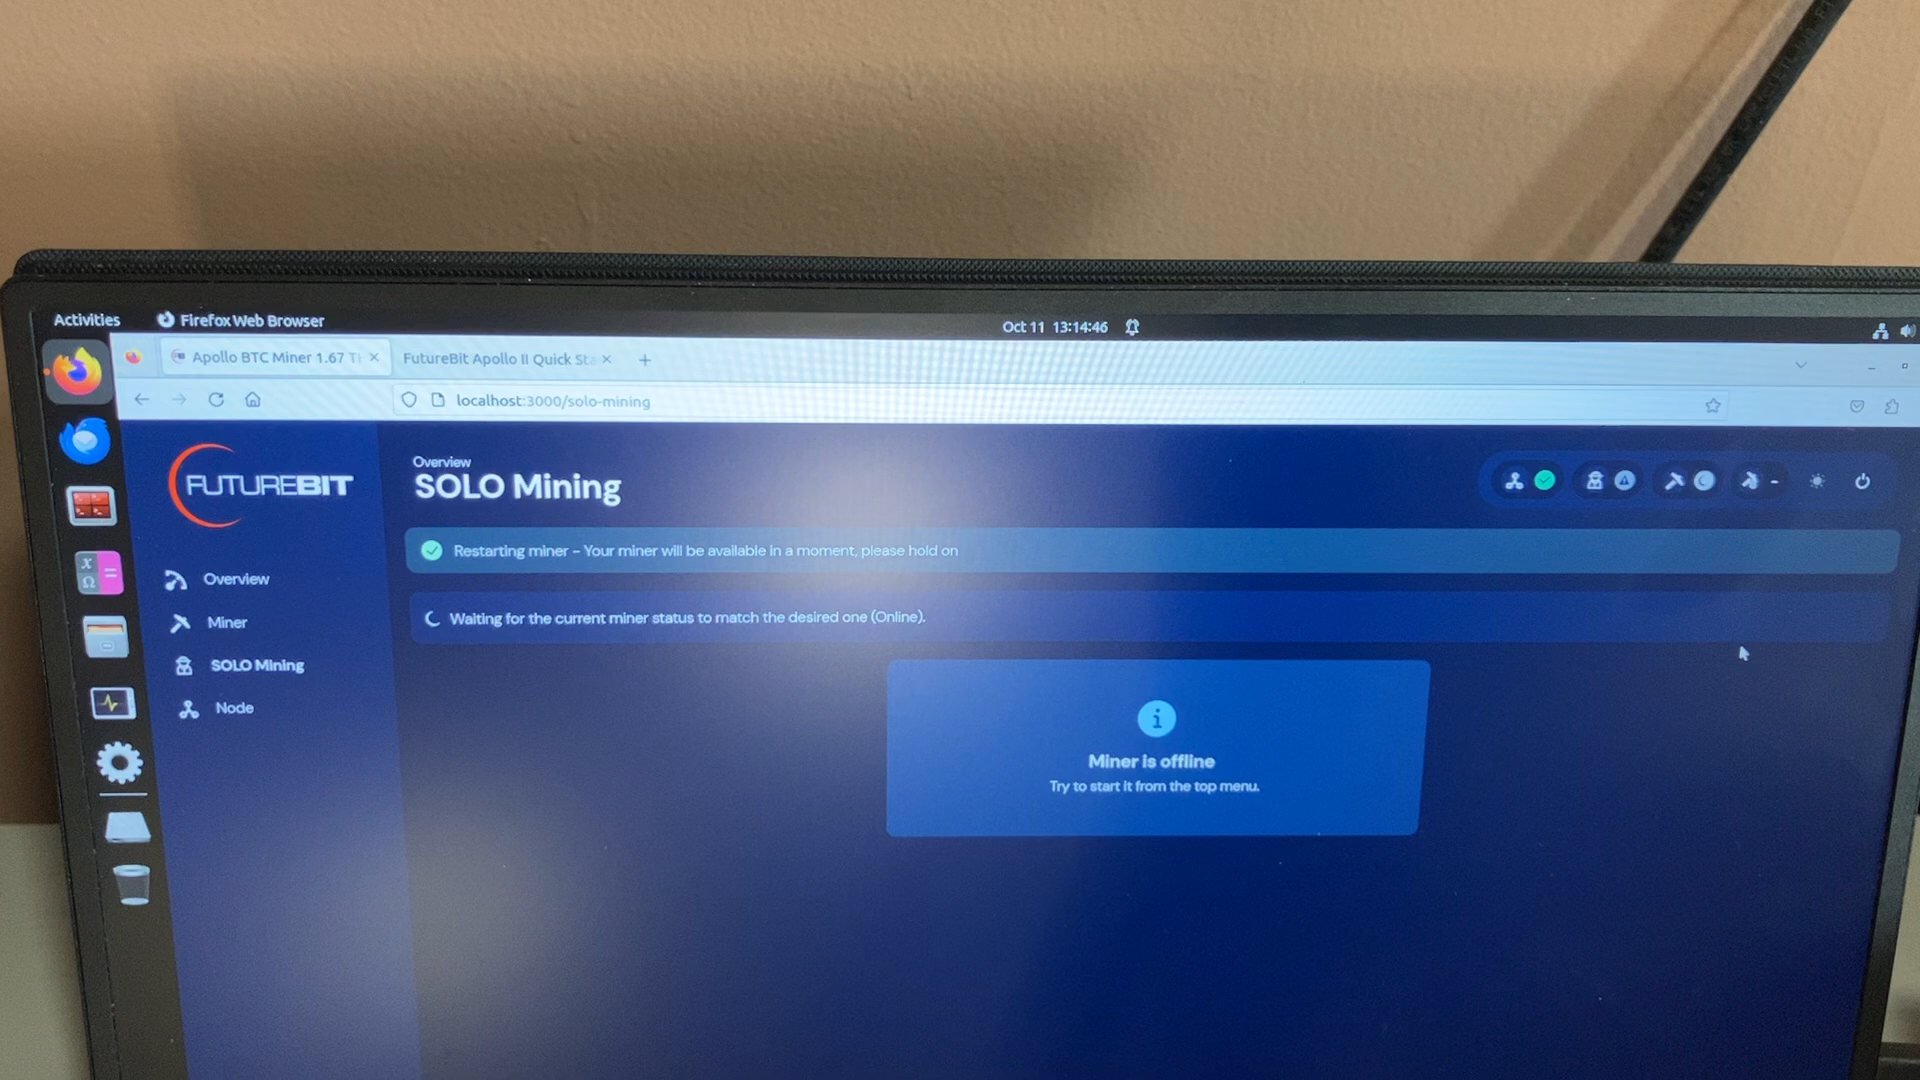 Activities
Firefox Web Browser
Oct 11 13:14:46
Apollo BTC Miner 1.67 T
FutureBit Apollo II Quick St
localhost:3000/solo-mining
FUTUREBIT
Overview
SOLO Mining
Restarting miner – Your miner will be available in a moment, please hold on
Overview
Waiting for the current miner status to match the desired one (Online).
Miner
SOLO Mining
Node
Miner is offline
Try to start it from the top menu.